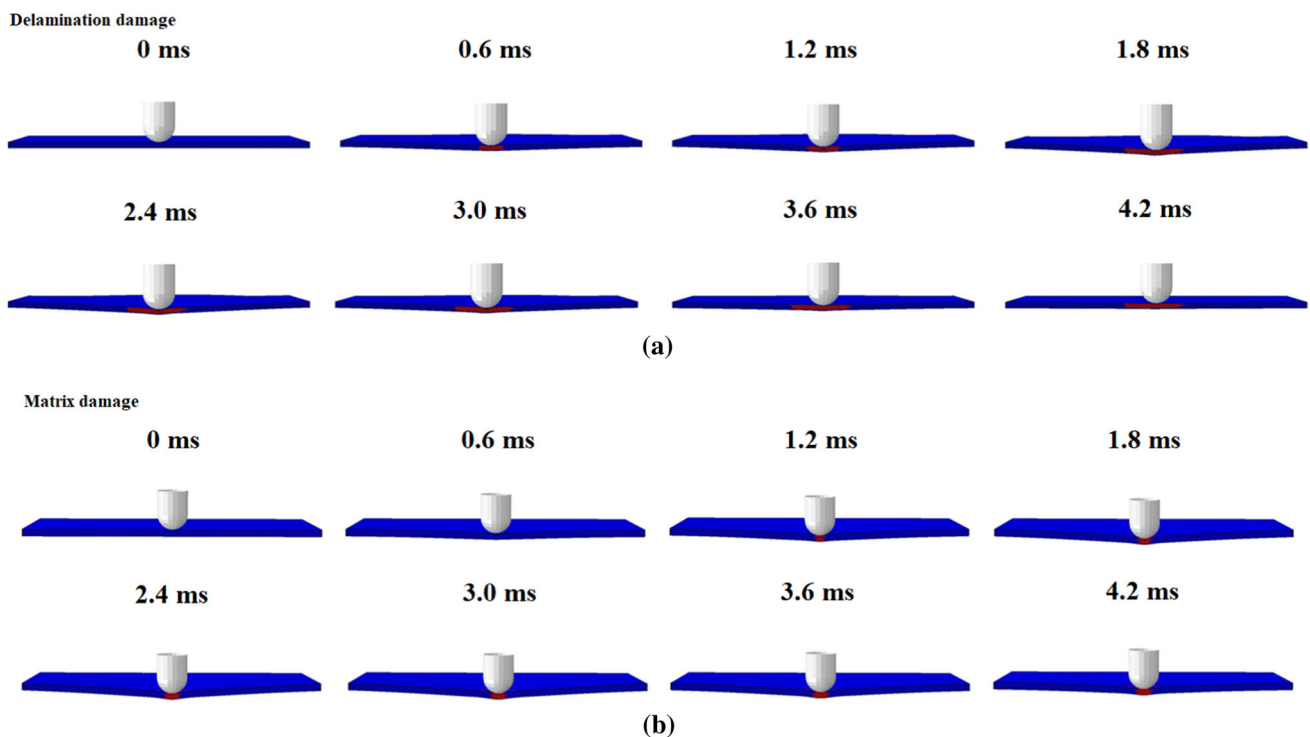 Delamination damage
0 ms 0.6 ms 1.2 ms 1.8 ms
2.4 ms 3.0 ms 3.6 ms 4.2 ms
(a)
Matrix damage
0 ms 0.6 ms 1.2 ms 1.8 ms
2.4 ms 3.0 ms 3.6 ms 4.2 ms
(b)